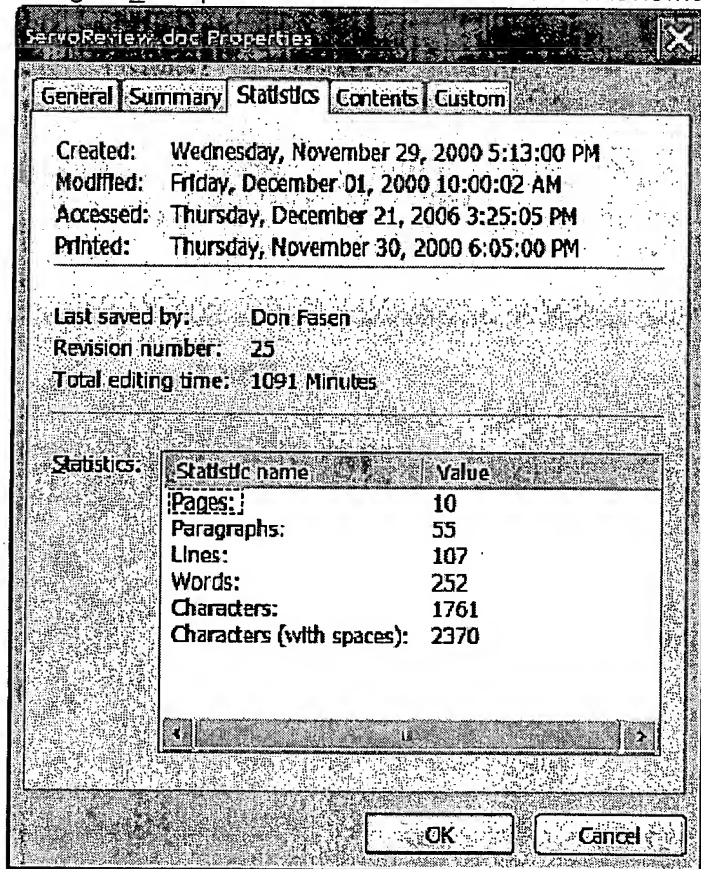 ServoReview.doc Properties
General Summary Statistics Contents Custom
Created: Wednesday, November 29, 2000 5:13:00 PM
Modified: Friday, December 01, 2000 10:00:02 AM
Accessed: Thursday, December 21, 2006 3:25:05 PM
Printed: Thursday, November 30, 2000 6:05:00 PM
Last saved by: Don Fasen
Revision number: 25
Total editing time: 1091 Minutes
Statistics: Statistic name Value
Pages: 10
Paragraphs: 55
Lines: 107
Words: 252
Characters: 1761
Characters (with spaces): 2370
OK Cancel